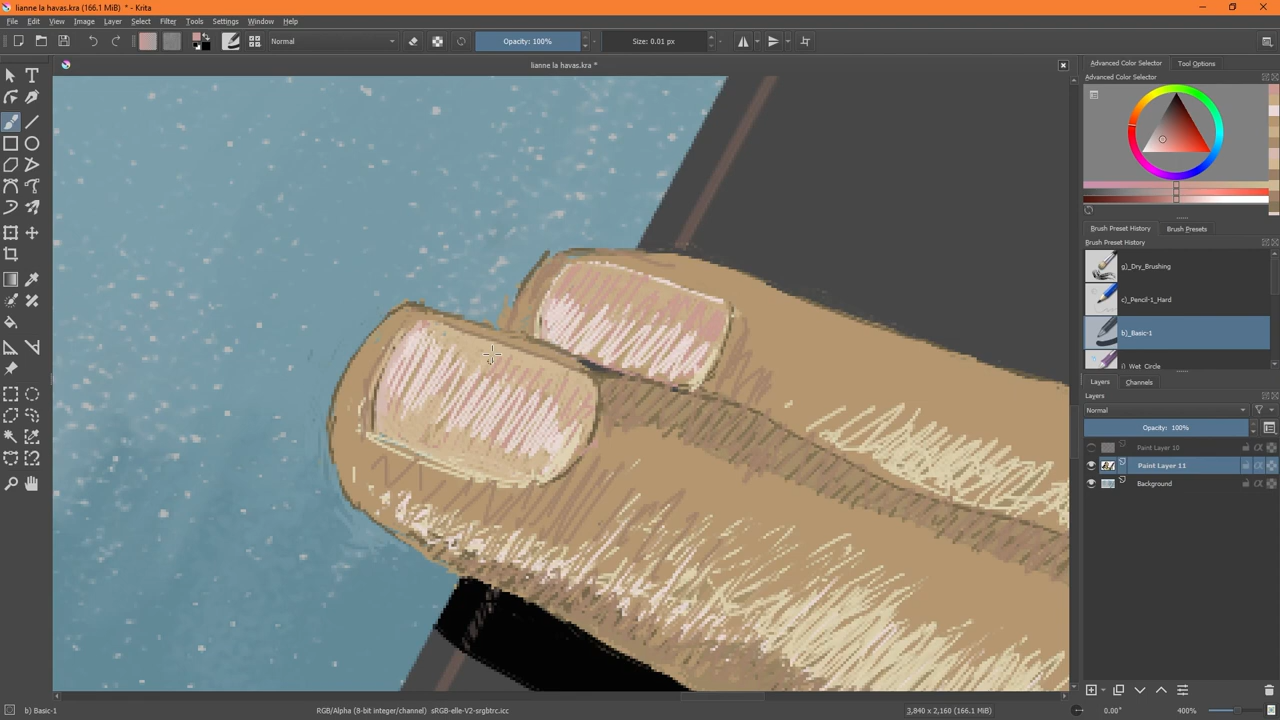 lianne la havas.kra (166.1 MiB) * - Krita
File Edit View Image Layer Select Filter Tools Settings Window Help
Normal Opacity: 100% Size: 0.01 px
lianne la havas.kra *
Advanced Color Selector Tool Options
Advanced Color Selector
Brush Preset History Brush Presets
Brush Preset History
g)_Dry_Brushing
c)_Pencil-1_Hard
b)_Basic-1
i)_Wet_Circle
Layers Channels
Layers
Normal
Opacity: 100%
Paint Layer 10
Paint Layer 11
Background
b) Basic-1 RGB/Alpha (8-bit integer/channel) sRGB-elle-V2-srgbtrc.icc 3,840 x 2,160 (166.1 MiB) 0.00° 400%